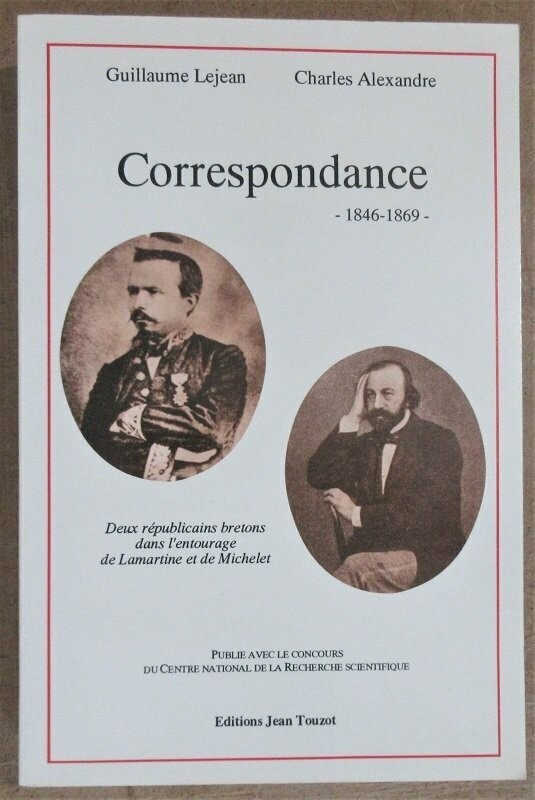 Guillaume Lejean Charles Alexandre
Correspondance
- 1846-1869 -
Deux républicains bretons
dans l'entourage
de Lamartine et de Michelet
PUBLIE AVEC LE CONCOURS
DU CENTRE NATIONAL DE LA RECHERCHE SCIENTIFIQUE
Editions Jean Touzot